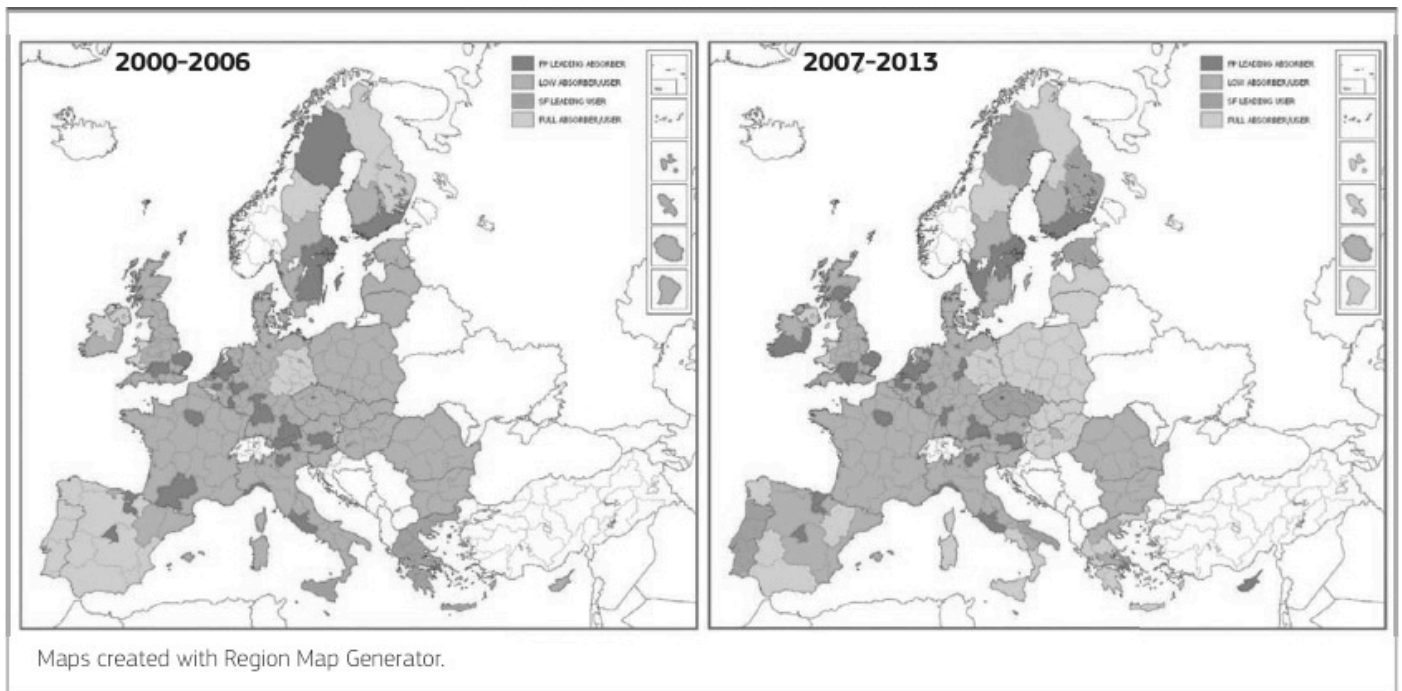 2000-2006
FP LEADING ABSORBER
LOW ABSORBER/USER
SF LEADING USER
FULL ABSORBER/USER
2007-2013
FP LEADING ABSORBER
LOW ABSORBER/USER
SF LEADING USER
FULL ABSORBER/USER
Maps created with Region Map Generator.